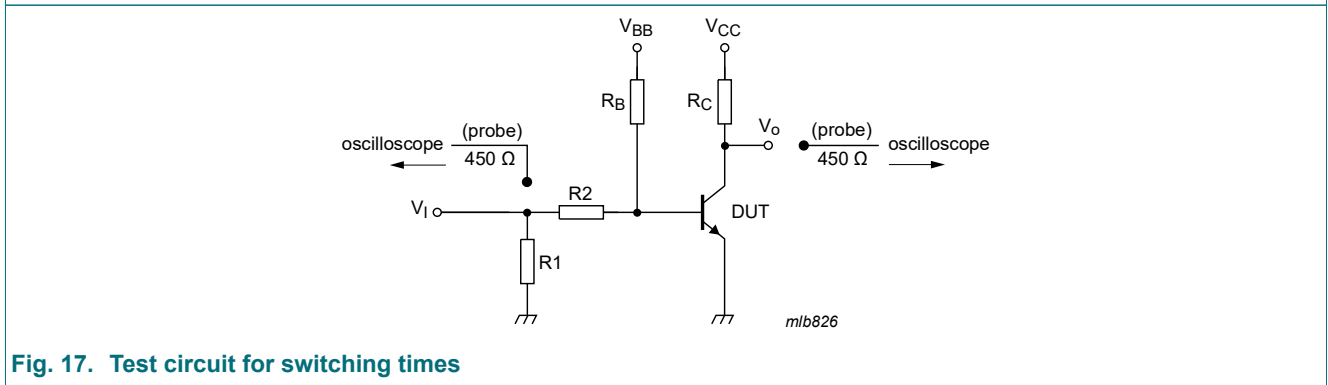 VBB
VCC
RB
RC
oscilloscope
(probe)
450 Ω
Vo
(probe)
450 Ω
oscilloscope
VI
R2
DUT
R1
mlb826
Fig. 17. Test circuit for switching times